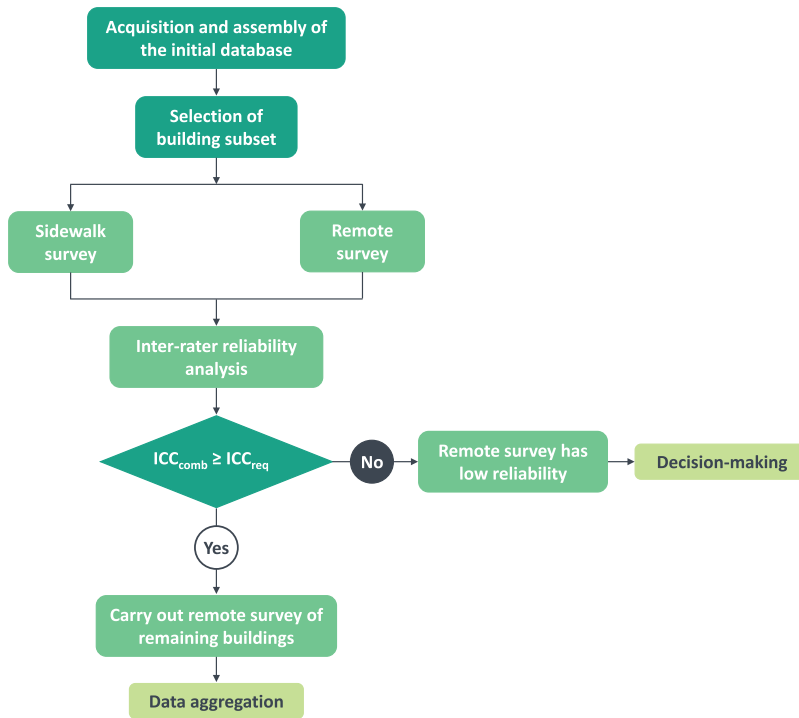 Acquisition and assembly of
the initial database
Selection of
building subset
Sidewalk
survey
Remote
survey
Inter-rater reliability
analysis
ICCcomb ≥ ICCreq
No
Remote survey has
low reliability
Decision-making
Yes
Carry out remote survey of
remaining buildings
Data aggregation